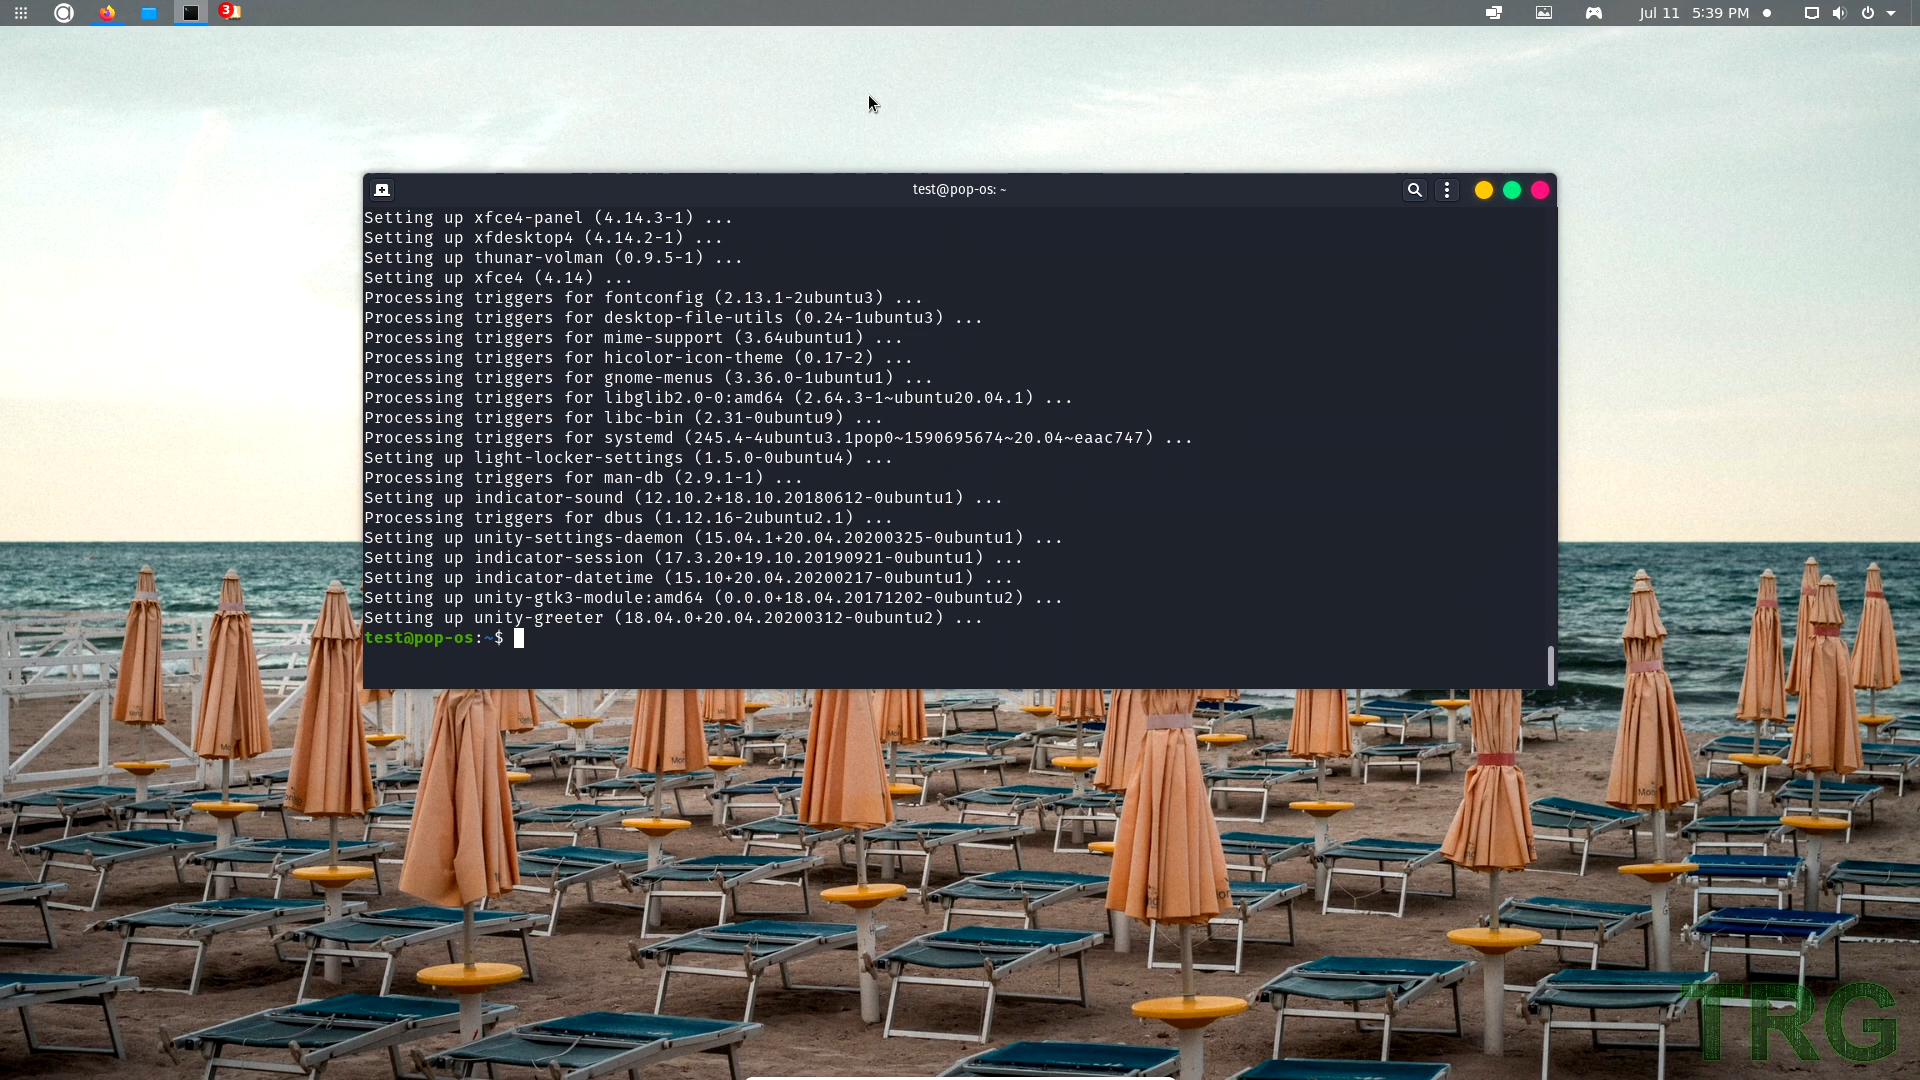 3
Jul 11 5:39 PM
test@pop-os: ~
Setting up xfce4-panel (4.14.3-1) ...
Setting up xfdesktop4 (4.14.2-1) ...
Setting up thunar-volman (0.9.5-1) ...
Setting up xfce4 (4.14) ...
Processing triggers for fontconfig (2.13.1-2ubuntu3) ...
Processing triggers for desktop-file-utils (0.24-1ubuntu3) ...
Processing triggers for mime-support (3.64ubuntu1) ...
Processing triggers for hicolor-icon-theme (0.17-2) ...
Processing triggers for gnome-menus (3.36.0-1ubuntu1) ...
Processing triggers for libglib2.0-0:amd64 (2.64.3-1~ubuntu20.04.1) ...
Processing triggers for libc-bin (2.31-0ubuntu9) ...
Processing triggers for systemd (245.4-4ubuntu3.1pop0~1590695674~20.04~eaac747) ...
Setting up light-locker-settings (1.5.0-0ubuntu4) ...
Processing triggers for man-db (2.9.1-1) ...
Setting up indicator-sound (12.10.2+18.10.20180612-0ubuntu1) ...
Processing triggers for dbus (1.12.16-2ubuntu2.1) ...
Setting up unity-settings-daemon (15.04.1+20.04.20200325-0ubuntu1) ...
Setting up indicator-session (17.3.20+19.10.20190921-0ubuntu1) ...
Setting up indicator-datetime (15.10+20.04.20200217-0ubuntu1) ...
Setting up unity-gtk3-module:amd64 (0.0.0+18.04.20171202-0ubuntu2) ...
Setting up unity-greeter (18.04.0+20.04.20200312-0ubuntu2) ...
test@pop-os:~$
TRG